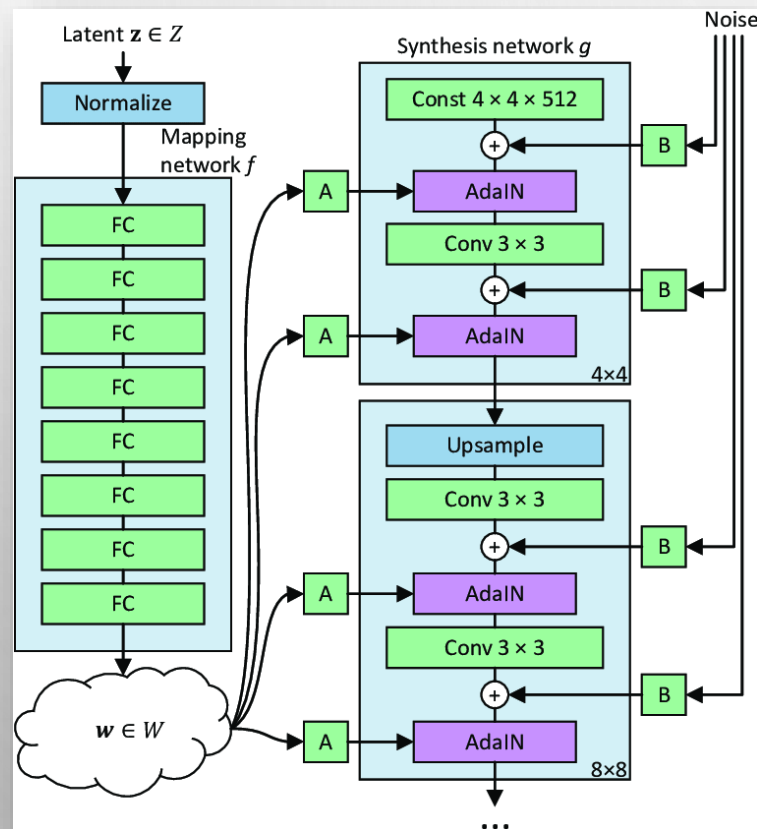 Latent z ∈ Z
Normalize
Mapping
network f
FC
FC
FC
FC
FC
FC
FC
FC
w ∈ W
A
A
A
A
Synthesis network g
Const 4 × 4 × 512
+
AdaIN
Conv 3 × 3
+
AdaIN
4×4
Upsample
Conv 3 × 3
+
AdaIN
Conv 3 × 3
+
AdaIN
8×8
...
Noise
B
B
B
B